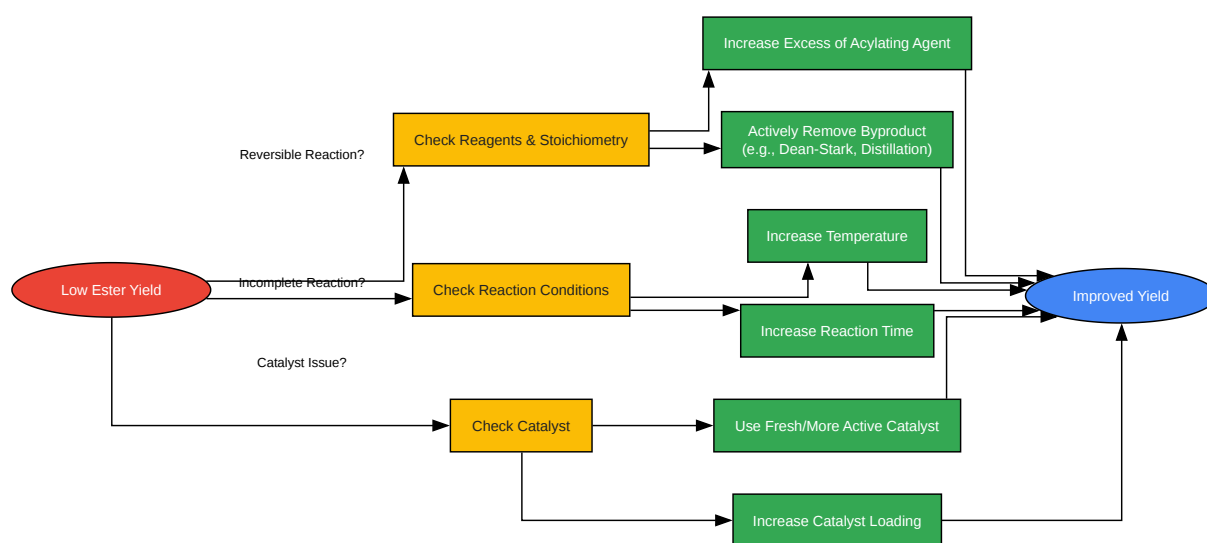 Increase Excess of Acylating Agent
Check Reagents & Stoichiometry
Actively Remove Byproduct
(e.g., Dean-Stark, Distillation)
Reversible Reaction?
Increase Temperature
Low Ester Yield
Incomplete Reaction?
Check Reaction Conditions
Improved Yield
Increase Reaction Time
Catalyst Issue?
Check Catalyst
Use Fresh/More Active Catalyst
Increase Catalyst Loading